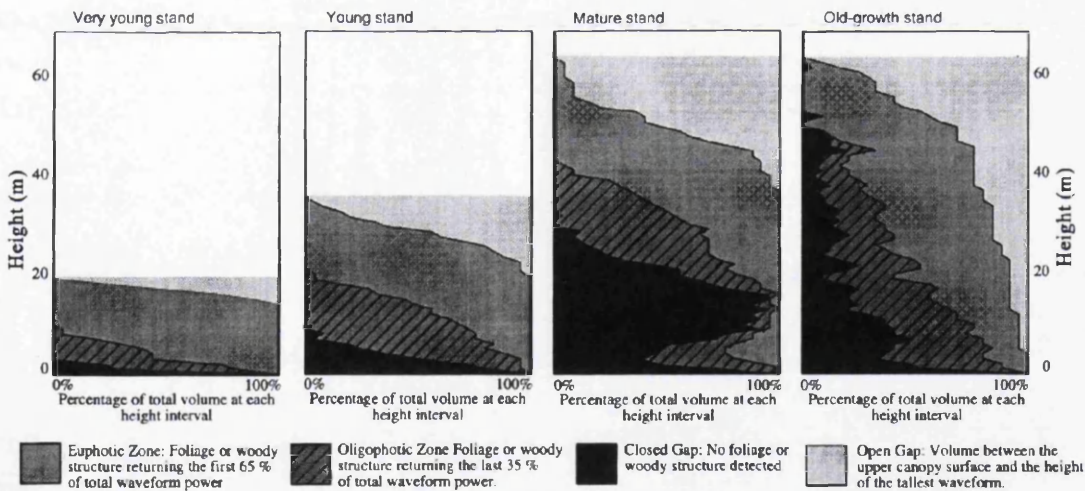 Very young stand
Young stand
Mature stand
Old-growth stand
Height (m)
60
40
20
0
60
40
20
0
Height (m)
0% 100%
Percentage of total volume at each
height interval
0% 100%
Percentage of total volume at each
height interval
0% 100%
Percentage of total volume at each
height interval
0% 100%
Percentage of total volume at each
height interval
Euphotic Zone: Foliage or woody
structure returning the first 65 %
of total waveform power
Oligophotic Zone Foliage or woody
structure returning the last 35 %
of total waveform power.
Closed Gap: No foliage or
woody structure detected
Open Gap: Volume between the
upper canopy surface and the height
of the tallest waveform.